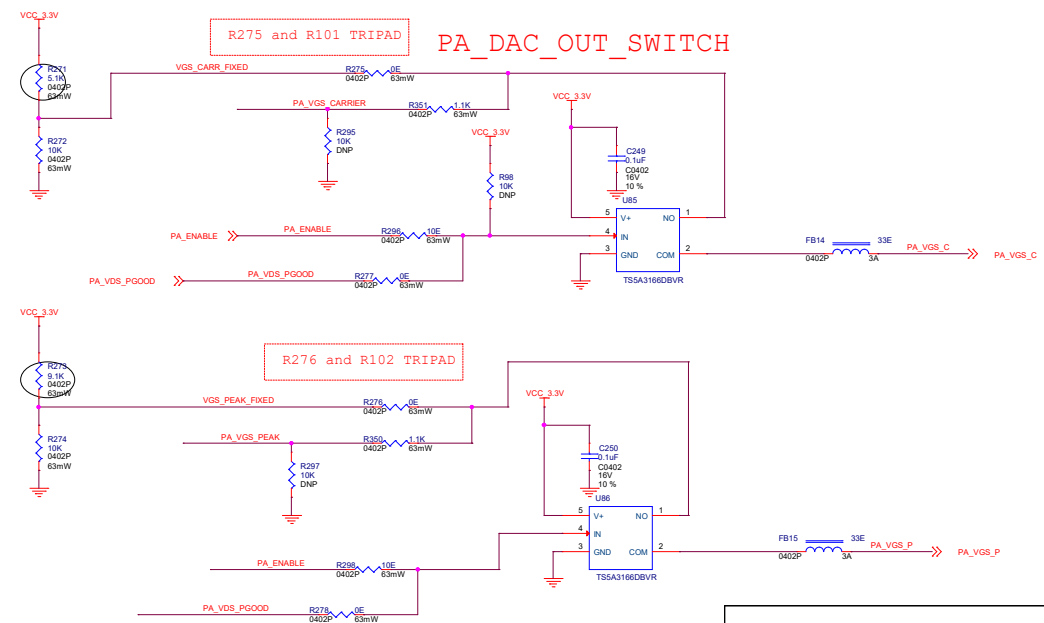 VCC_3.3V
R275 and R101 TRIPAD
PA_DAC_OUT_SWITCH
R271
5.1K
0402P
63mW
VGS_CARR_FIXED
R275
0E
0402P
63mW
PA_VGS_CARRIER
R351
1.1K
0402P
63mW
R272
10K
0402P
63mW
R295
10K
DNP
VCC_3.3V
R98
10K
DNP
VCC_3.3V
C249
0.1uF
C0402
16V
10 %
U85
5
V+
NO
1
4
IN
3
GND
COM
2
TS5A3166DBVR
PA_ENABLE
PA_ENABLE
R296
10E
0402P
63mW
PA_VDS_PGOOD
PA_VDS_PGOOD
R277
0E
0402P
63mW
FB14
33E
0402P
3A
PA_VGS_C
PA_VGS_C
VCC_3.3V
R276 and R102 TRIPAD
R273
9.1K
0402P
63mW
VGS_PEAK_FIXED
R276
0E
0402P
63mW
PA_VGS_PEAK
R350
1.1K
0402P
63mW
R274
10K
0402P
63mW
R297
10K
DNP
VCC_3.3V
C250
0.1uF
C0402
16V
10 %
U86
5
V+
NO
1
4
IN
3
GND
COM
2
TS5A3166DBVR
PA_ENABLE
R298
10E
0402P
63mW
PA_VDS_PGOOD
R278
0E
0402P
63mW
FB15
33E
0402P
3A
PA_VGS_P
PA_VGS_P